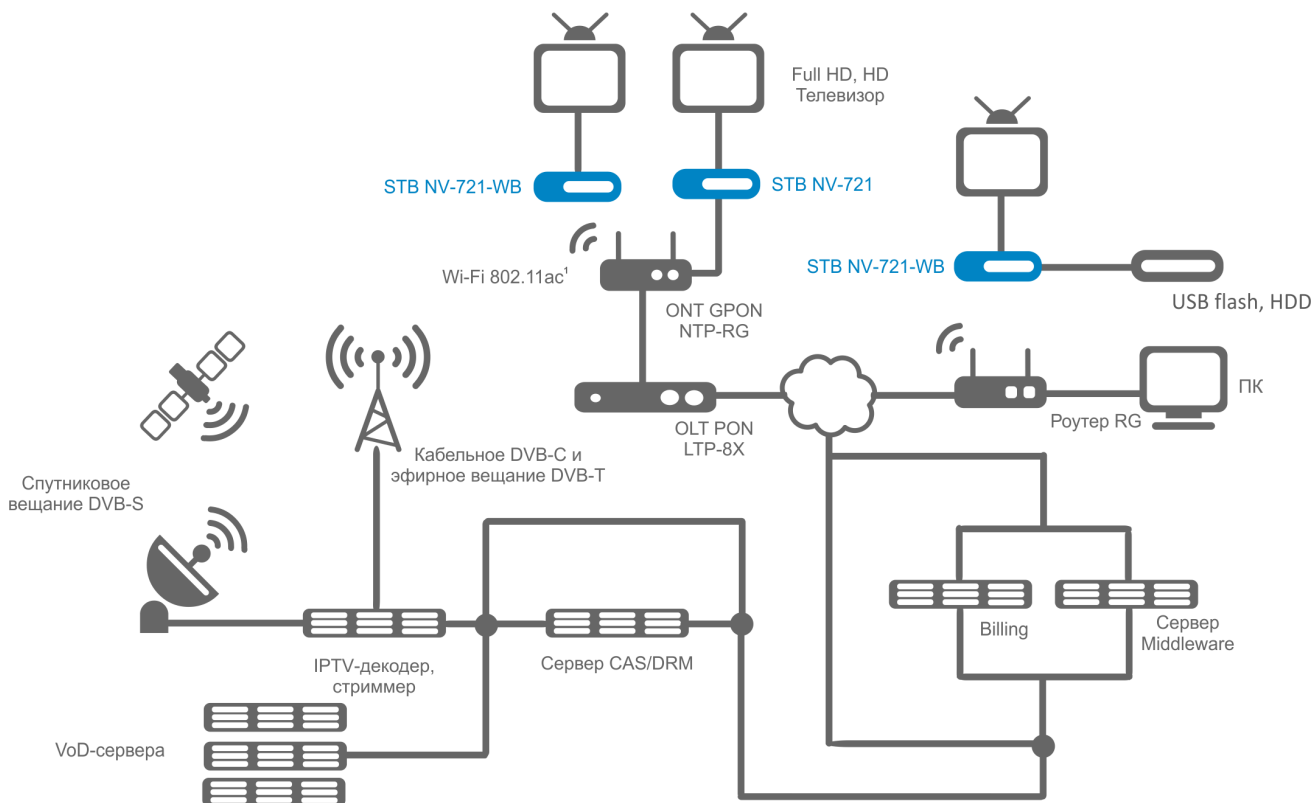 Full HD, HD
Телевизор
STB NV-721-WB
STB NV-721
STB NV-721-WB
Wi-Fi 802.11ac¹
USB flash, HDD
ONT GPON
NTP-RG
ПК
Роутер RG
OLT PON
LTP-8X
Кабельное DVB-C и
эфирное вещание DVB-T
Спутниковое
вещание DVB-S
Billing
Сервер
Middleware
IPTV-декодер,
стриммер
Сервер CAS/DRM
VoD-сервера